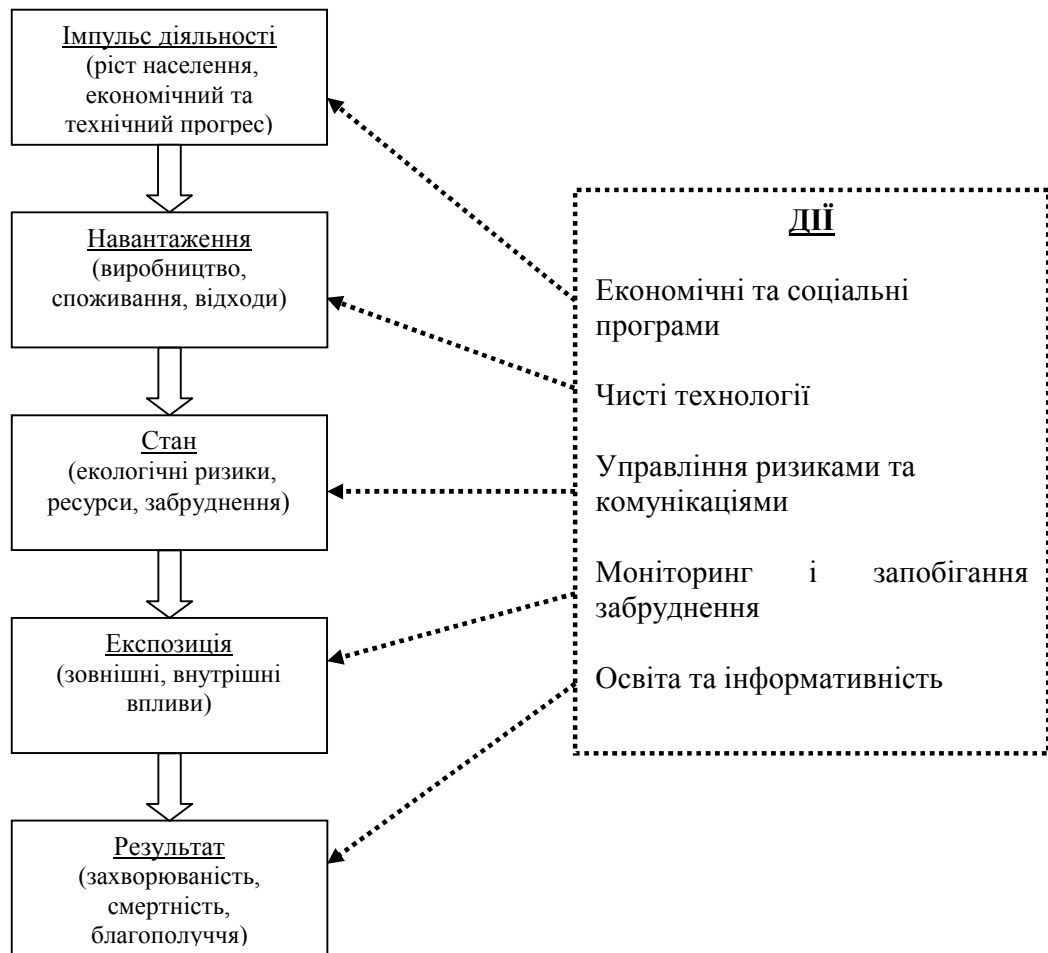 Імпульс діяльності
(ріст населення,
економічний та
технічний прогрес)
Навантаження
(виробництво,
споживання, відходи)
Стан
(екологічні ризики,
ресурси, забруднення)
Експозиція
(зовнішні, внутрішні
впливи)
Результат
(захворюваність,
смертність,
благополуччя)
ДІЇ
Економічні та соціальні
програми
Чисті технології
Управління ризиками та
комунікаціями
Моніторинг і запобігання
забруднення
Освіта та інформативність